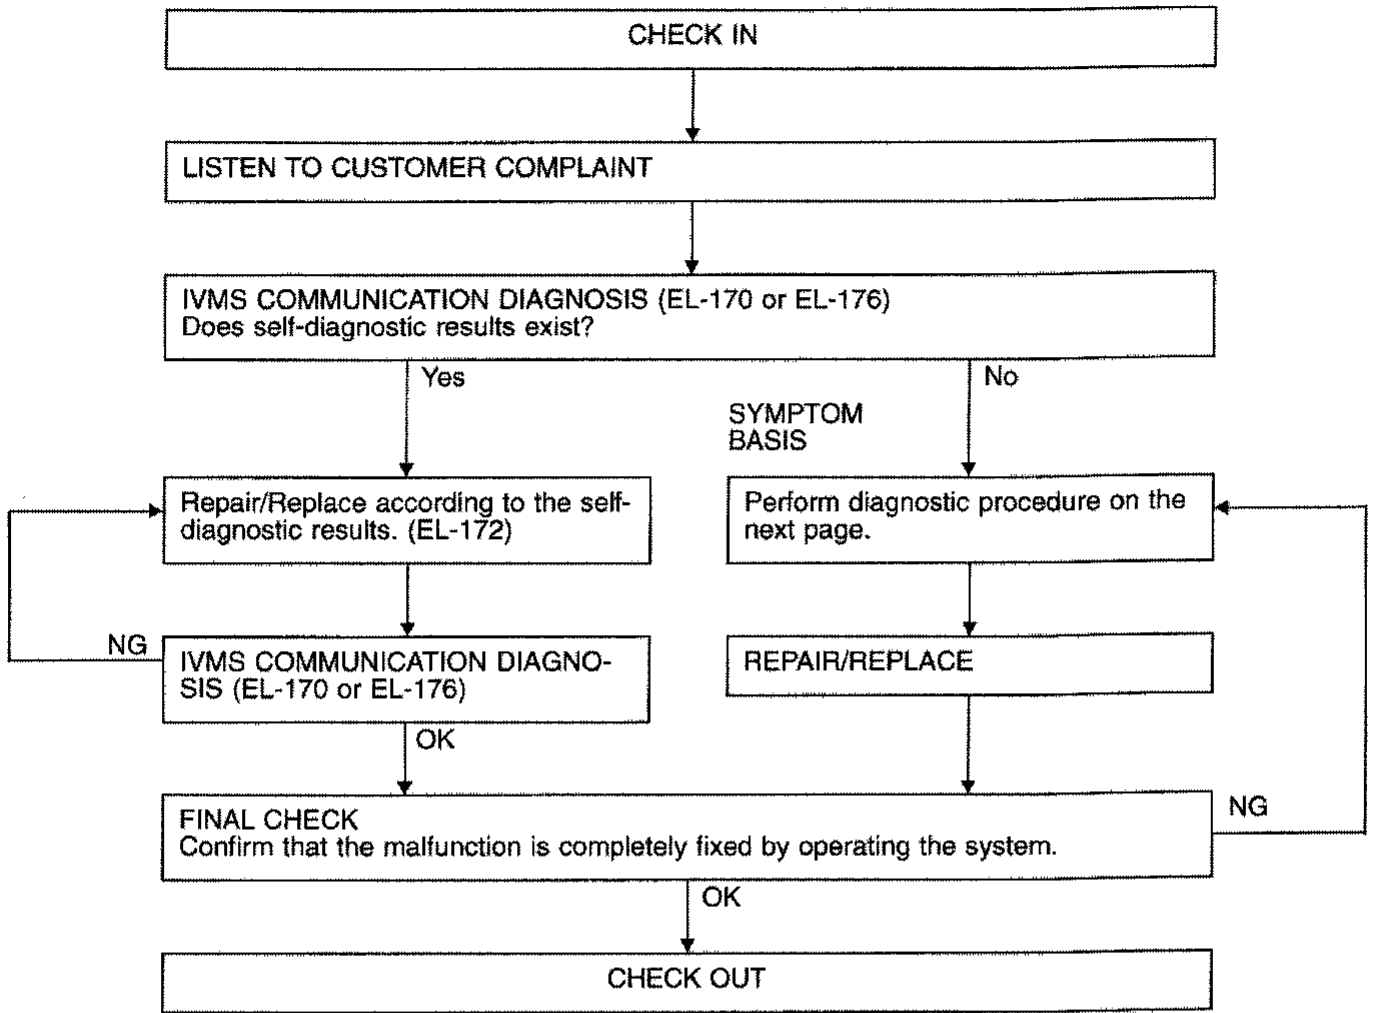 CHECK IN
LISTEN TO CUSTOMER COMPLAINT
IVMS COMMUNICATION DIAGNOSIS (EL-170 or EL-176)
Does self-diagnostic results exist?
Yes
No
SYMPTOM
BASIS
Repair/Replace according to the self-
diagnostic results. (EL-172)
Perform diagnostic procedure on the
next page.
NG
IVMS COMMUNICATION DIAGNO-
SIS (EL-170 or EL-176)
REPAIR/REPLACE
OK
FINAL CHECK
Confirm that the malfunction is completely fixed by operating the system.
NG
OK
CHECK OUT